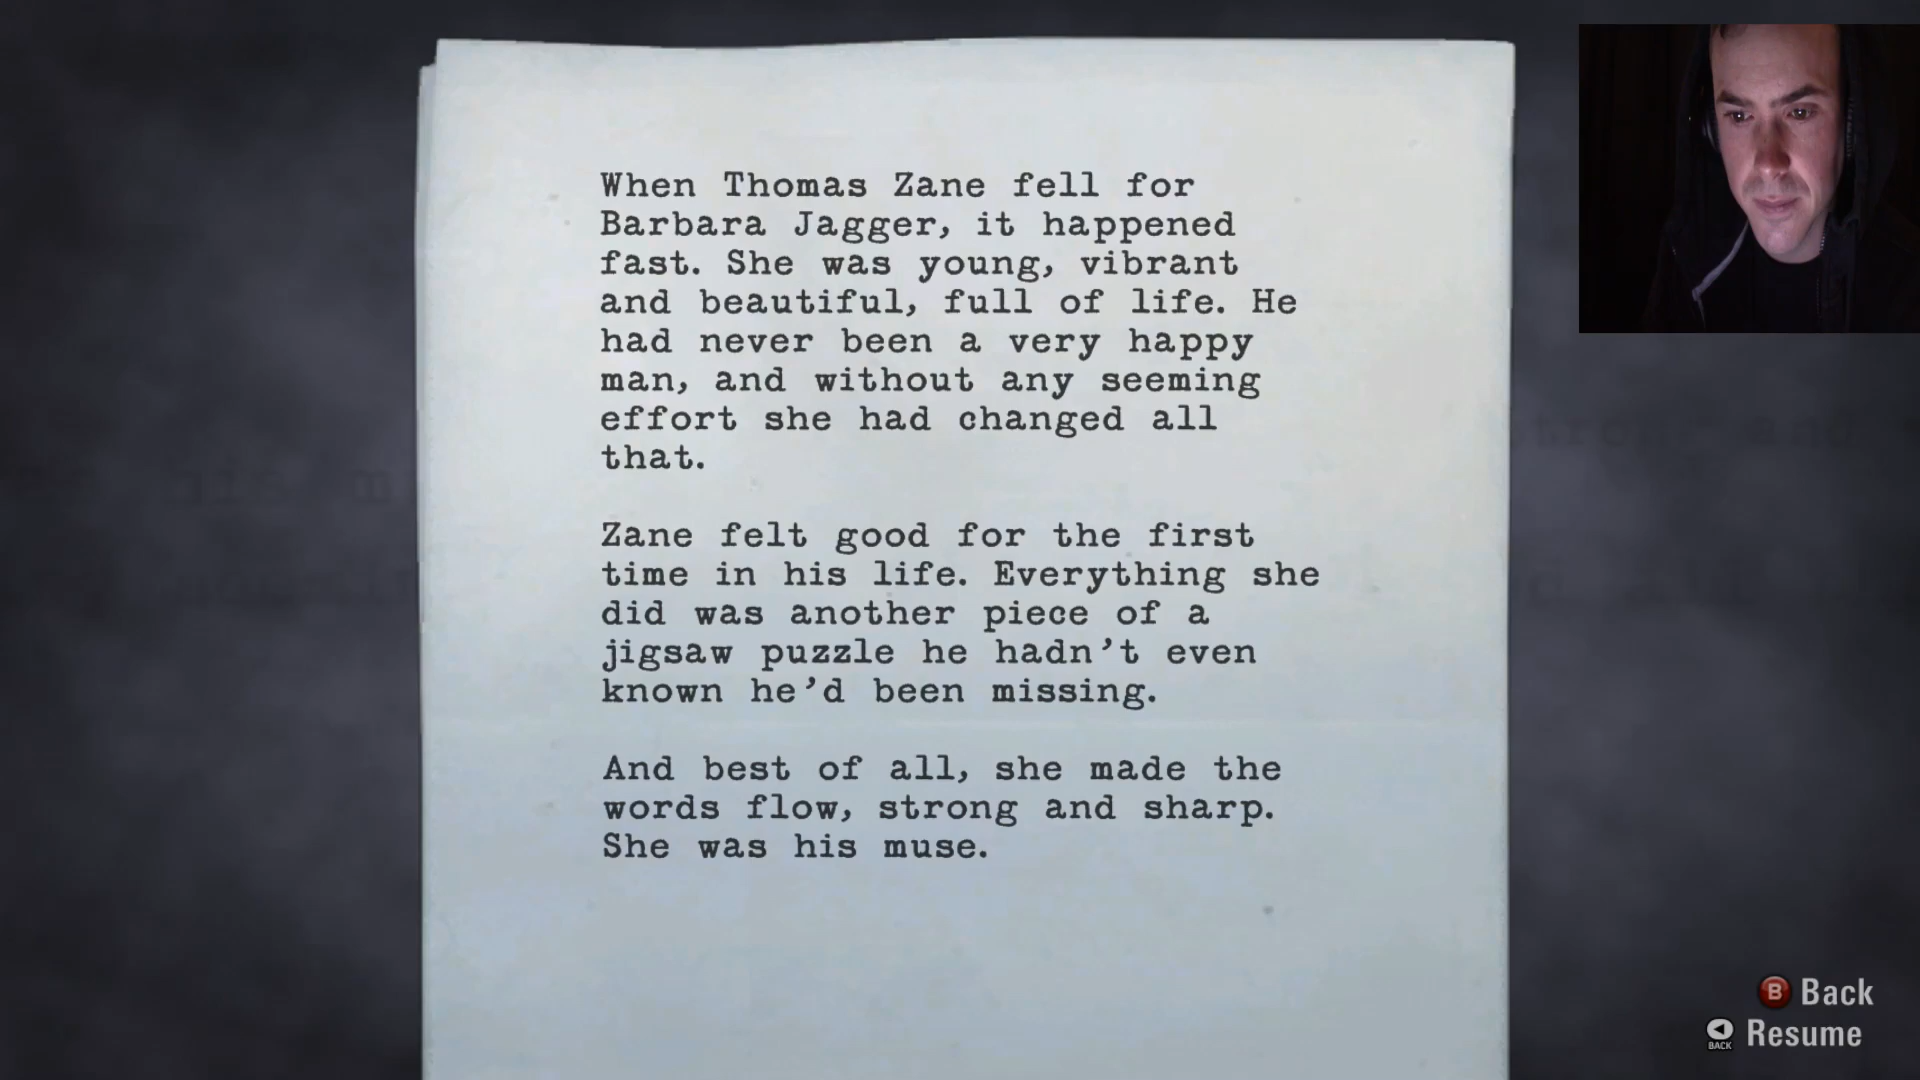 When Thomas Zane fell for
Barbara Jagger, it happened
fast. She was young, vibrant
and beautiful, full of life. He
had never been a very happy
man, and without any seeming
effort she had changed all
that.
Zane felt good for the first
time in his life. Everything she
did was another piece of a
jigsaw puzzle he hadn't even
known he'd been missing.
And best of all, she made the
words flow, strong and sharp.
She was his muse.
B Back
BACK Resume